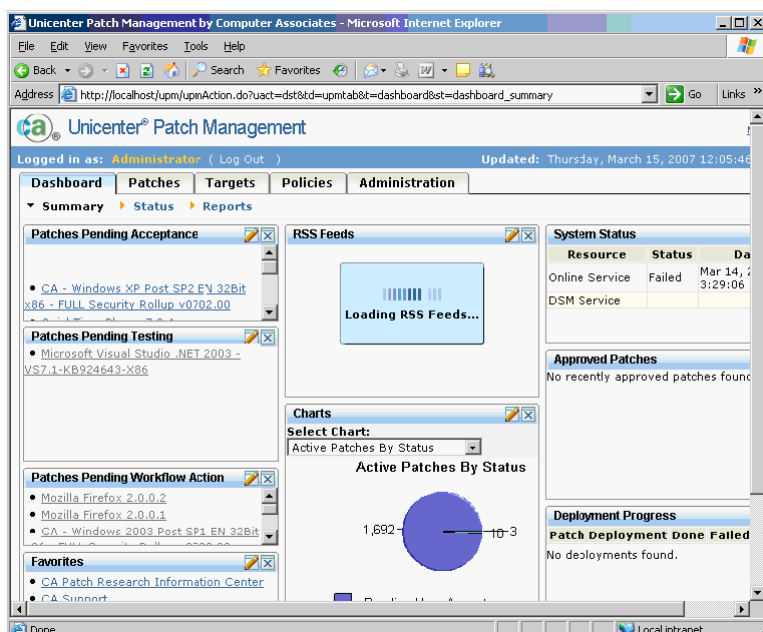 Unicenter Patch Management by Computer Associates - Microsoft Internet Explorer
File Edit View Favorites Tools Help
Back Search Favorites
Address http://localhost/upm/upmAction.do?uact=dst&td=upmtab&t=dashboard&st=dashboard_summary Go Links »
ca Unicenter® Patch Management
Logged in as: Administrator ( Log Out ) Updated: Thursday, March 15, 2007 12:05:46
Dashboard Patches Targets Policies Administration
Summary Status Reports
Patches Pending Acceptance
CA - Windows XP Post SP2 EN 32Bit
x86 - FULL Security Rollup v0702.00
Patches Pending Testing
Microsoft Visual Studio .NET 2003 -
VS7.1-KB924643-X86
Patches Pending Workflow Action
Mozilla Firefox 2.0.0.2
Mozilla Firefox 2.0.0.1
CA - Windows 2003 Post SP1 EN 32Bit
Favorites
CA Patch Research Information Center
CA Support
RSS Feeds
Loading RSS Feeds...
Charts
Select Chart:
Active Patches By Status
Active Patches By Status
1,692 10 3
System Status
Resource Status Da
Online Service Failed Mar 14, 2
3:29:06
DSM Service
Approved Patches
No recently approved patches found
Deployment Progress
Patch Deployment Done Failed
No deployments found.
Done Local intranet